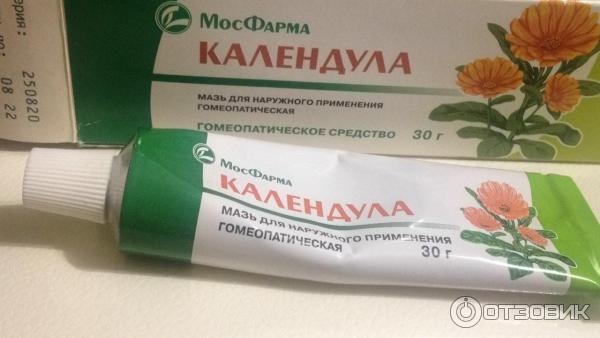 МосФарма
КАЛЕНДУЛА
МАЗЬ ДЛЯ НАРУЖНОГО ПРИМЕНЕНИЯ
ГОМЕОПАТИЧЕСКАЯ
ГОМЕОПАТИЧЕСКОЕ СРЕДСТВО 30 г
250820
08 22
МосФарма
КАЛЕНДУЛА
МАЗЬ ДЛЯ НАРУЖНОГО ПРИМЕНЕНИЯ
ГОМЕОПАТИЧЕСКАЯ 30 г
ОТЗОВИК